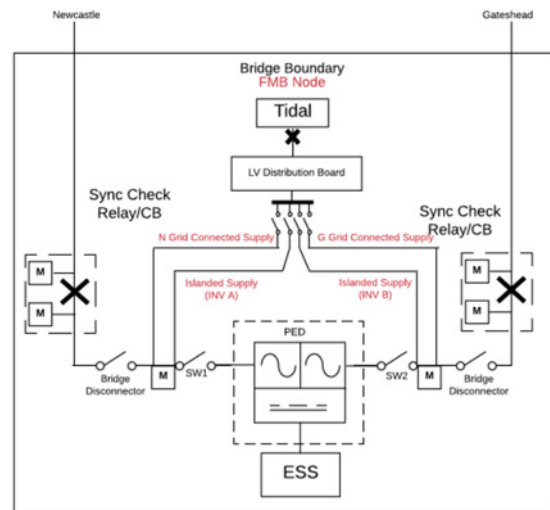 Newcastle
Gateshead
Bridge Boundary
FMB Node
Tidal
LV Distribution Board
Sync Check
Relay/CB
Sync Check
Relay/CB
N Grid Connected Supply
G Grid Connected Supply
Islanded Supply
(INV A)
Islanded Supply
(INV B)
M
M
M
M
PED
Bridge
Disconnector
M
SW1
SW2
M
Bridge
Disconnector
ESS